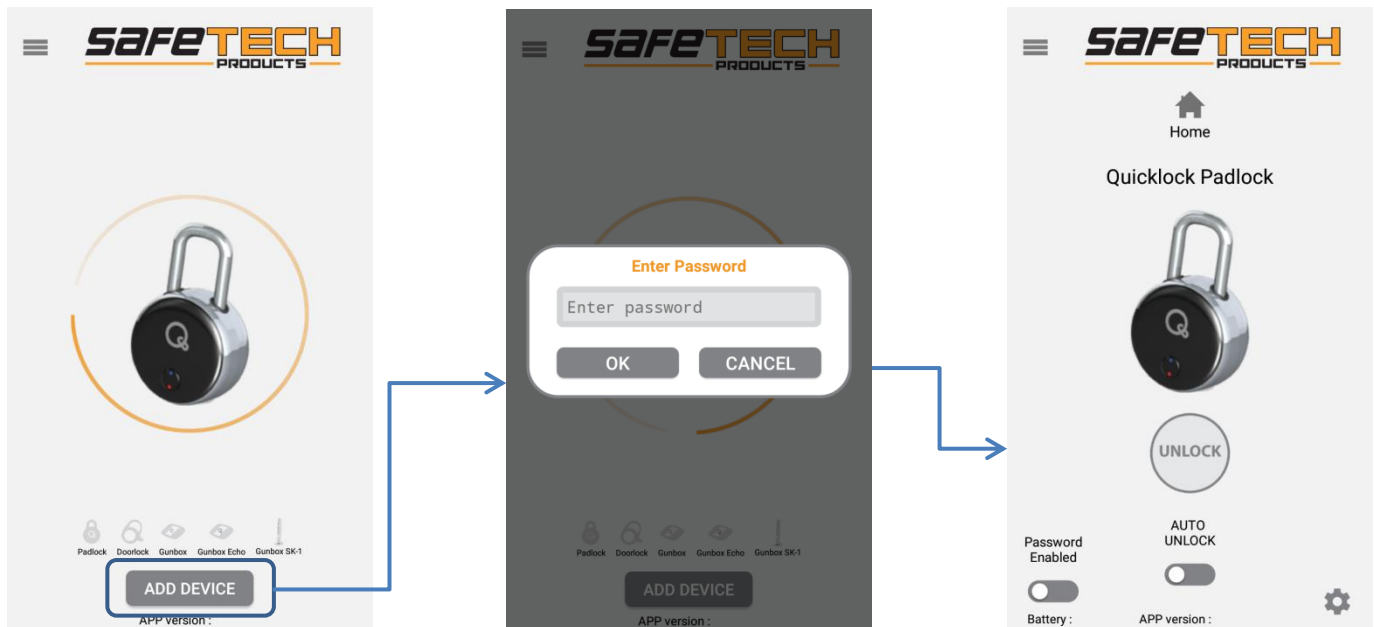 SAFETECH
PRODUCTS
Q
Padlock Doorlock Gunbox Gunbox Echo Gunbox SK-1
ADD DEVICE
APP version :
SAFETECH
PRODUCTS
Enter Password
Enter password
OK CANCEL
Padlock Doorlock Gunbox Gunbox Echo Gunbox SK-1
ADD DEVICE
APP version :
SAFETECH
PRODUCTS
Home
Quicklock Padlock
Q
UNLOCK
Password
Enabled
AUTO
UNLOCK
Battery : APP version :